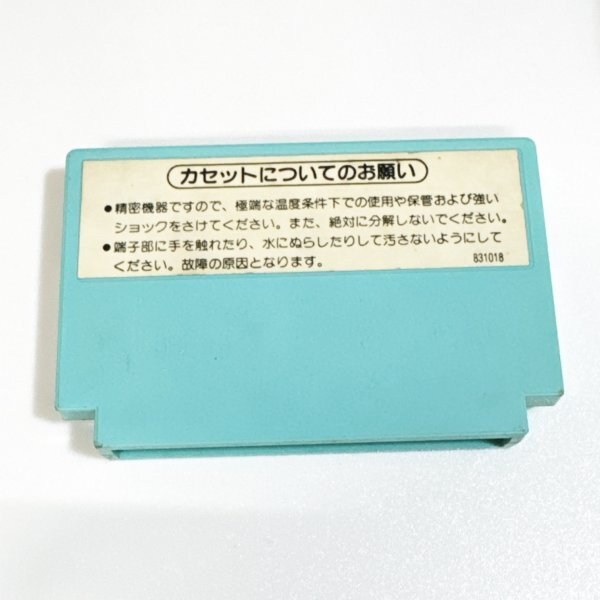 カセットについてのお願い
●精密機器ですので、極端な温度条件下での使用や保管および強い
ショックをさけてください。また、絶対に分解しないでください。
●端子部に手を触れたり、水にぬらしたりして汚さないようにして
ください。故障の原因となります。
831018